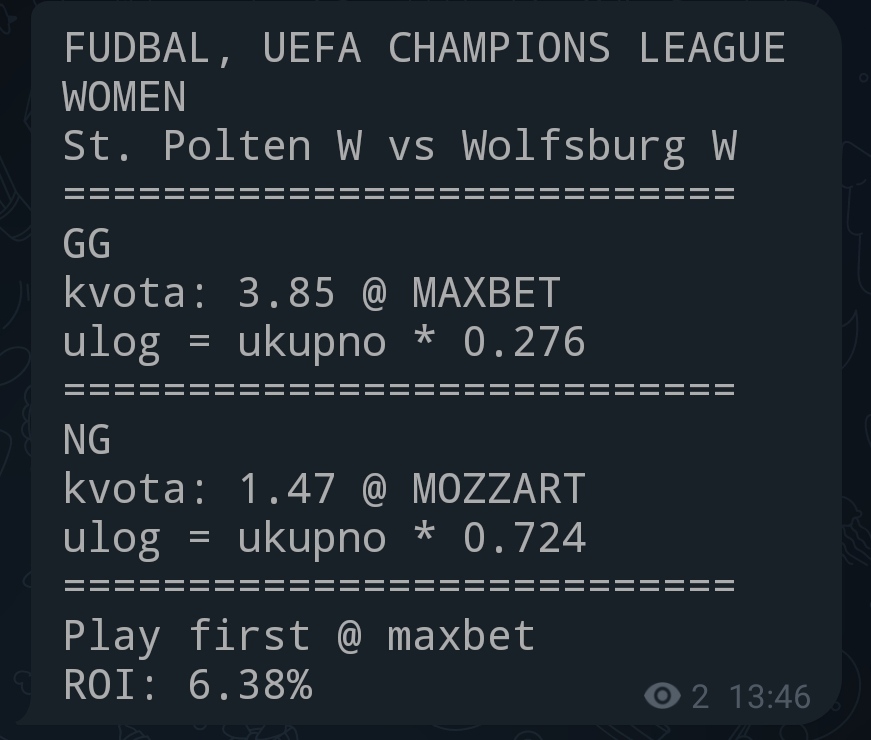 FUDBAL, UEFA CHAMPIONS LEAGUE
WOMEN
St. Polten W vs Wolfsburg W
===========================
GG
kvota: 3.85 @ MAXBET
ulog = ukupno * 0.276
===========================
NG
kvota: 1.47 @ MOZZART
ulog = ukupno * 0.724
===========================
Play first @ maxbet
ROI: 6.38%
2 13:46